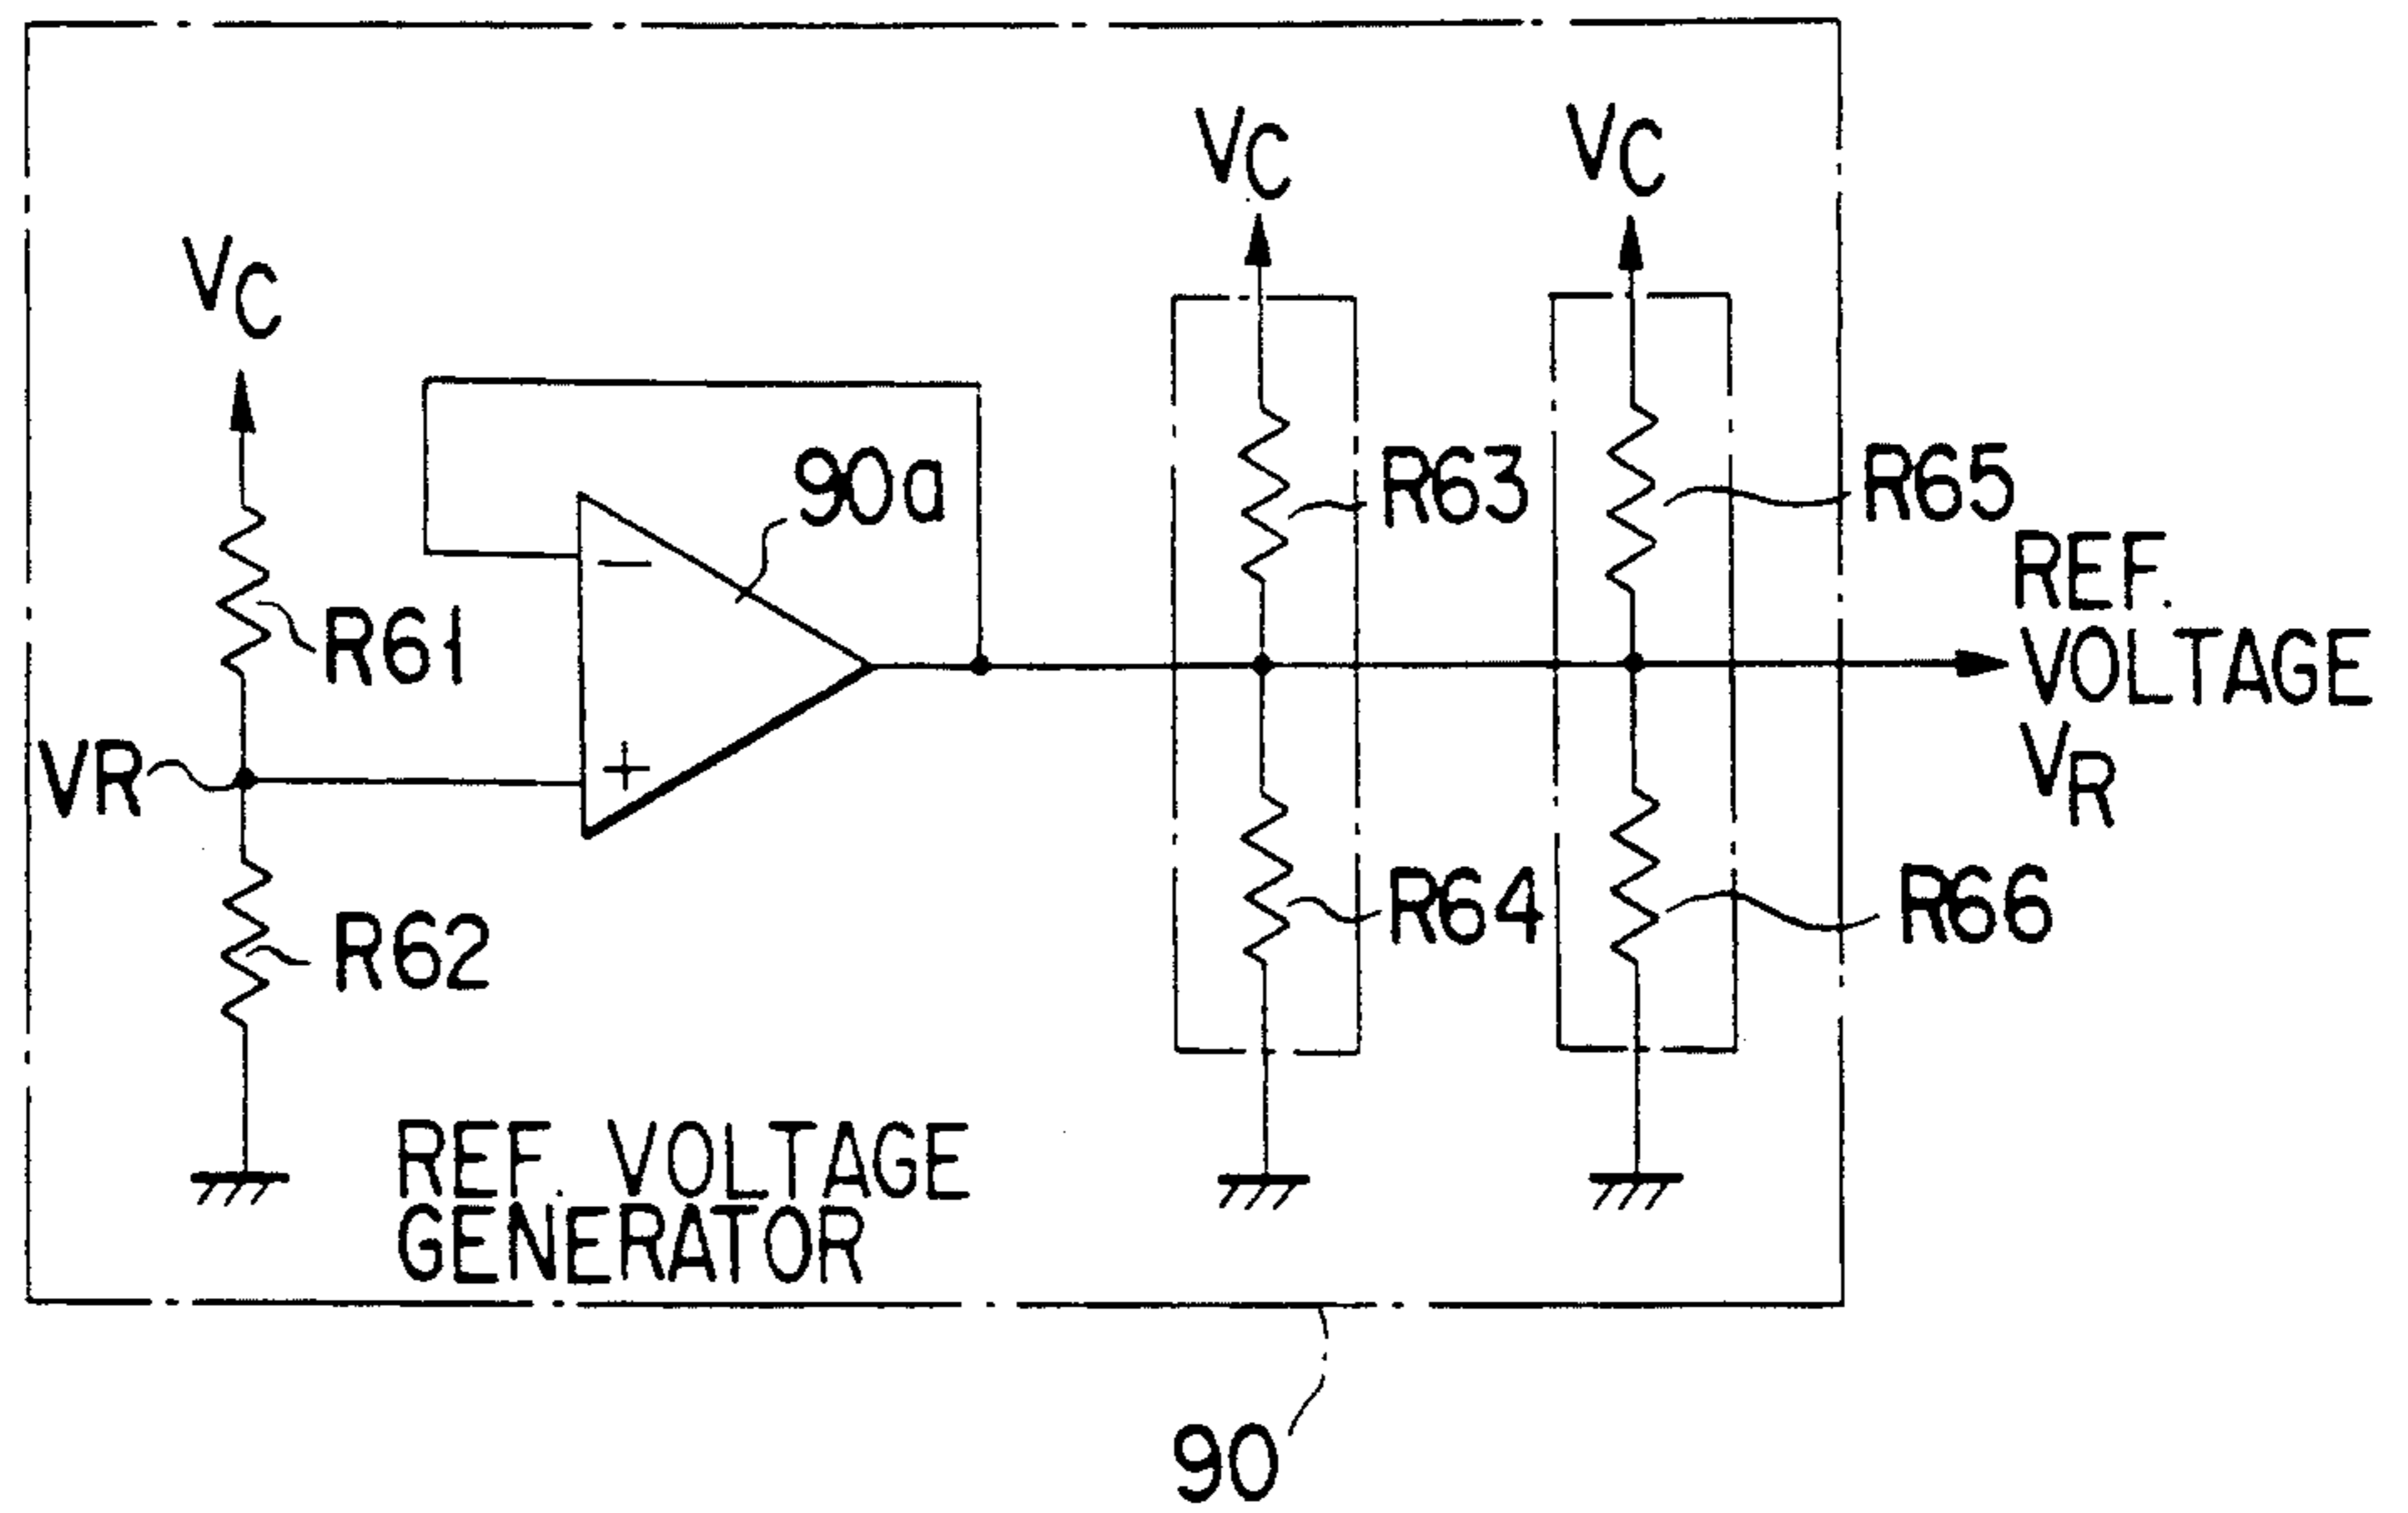 VC
VC
VC
90a
R63
R65
R61
REF.
VOLTAGE
VR
VR
−
+
R62
R64
R66
REF. VOLTAGE
GENERATOR
90